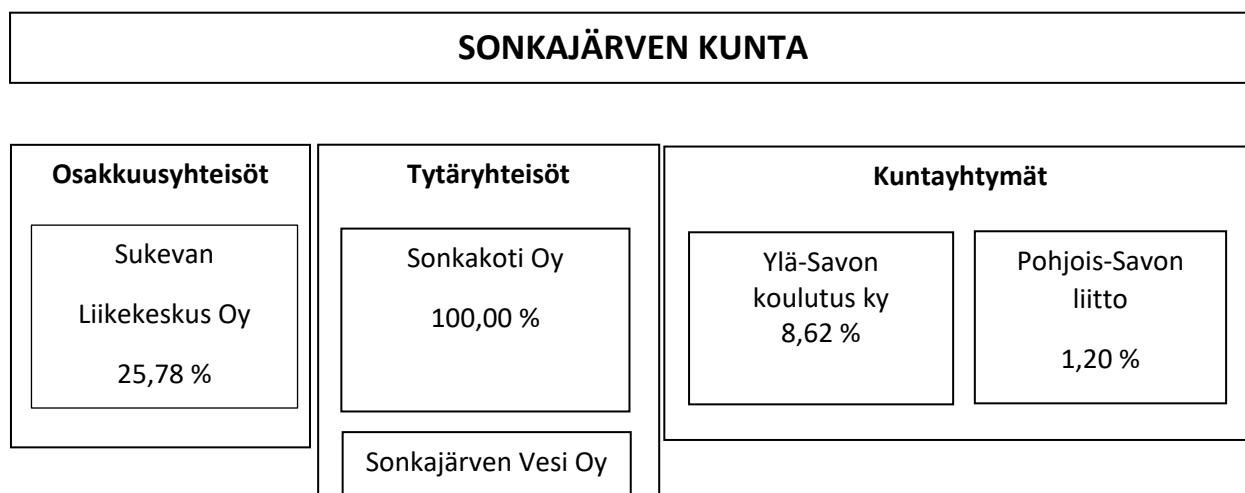 SONKAJÄRVEN KUNTA
Osakkuusyhteisöt
Sukevan
Liikekeskus Oy
25,78 %
Tytäryhteisöt
Sonkakoti Oy
100,00 %
Sonkajärven Vesi Oy
Kuntayhtymät
Ylä-Savon
koulutus ky
8,62 %
Pohjois-Savon
liitto
1,20 %